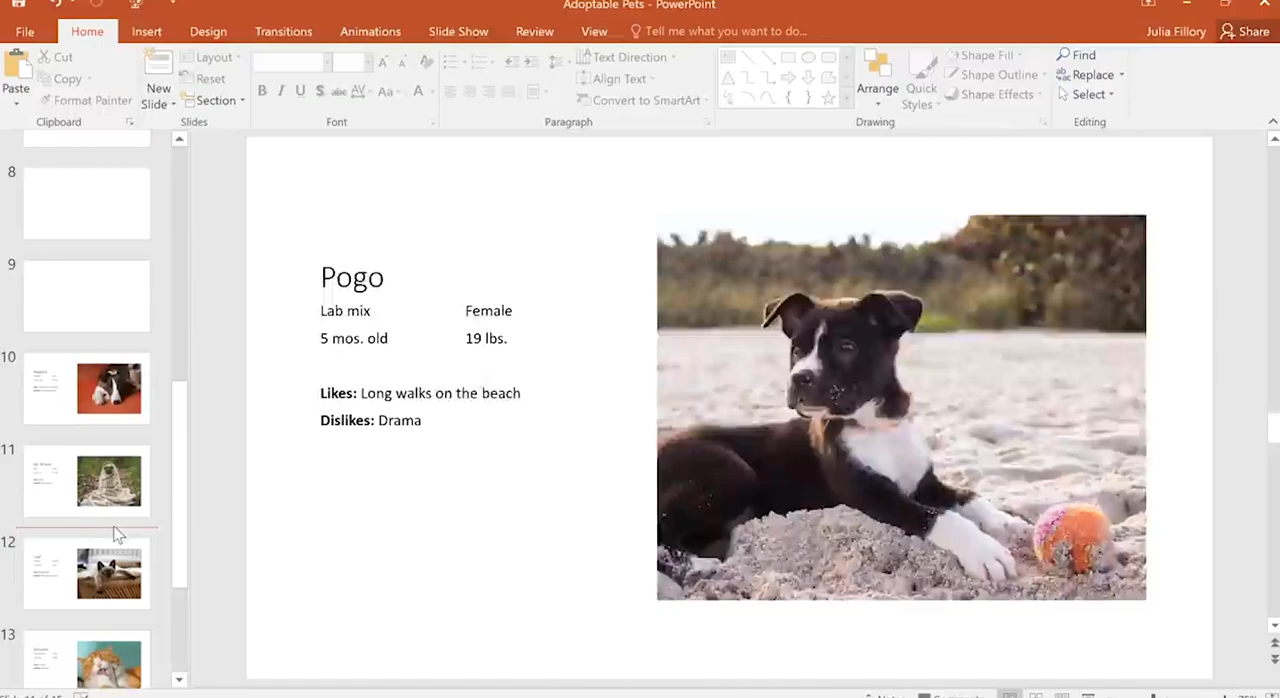 Adoptable Pets - PowerPoint
File Home Insert Design Transitions Animations Slide Show Review View Tell me what you want to do... Julia Fillory Share
Paste
Cut
Copy
Format Painter
Clipboard
New
Slide
Layout
Reset
Section
Slides
B I U S abc AV Aa A
Font
Text Direction
Align Text
Convert to SmartArt
Paragraph
Arrange
Quick
Styles
Shape Fill
Shape Outline
Shape Effects
Drawing
Find
Replace
Select
Editing
8
9
10
11
12
13
Pogo
Lab mix Female
5 mos. old 19 lbs.
Likes: Long walks on the beach
Dislikes: Drama